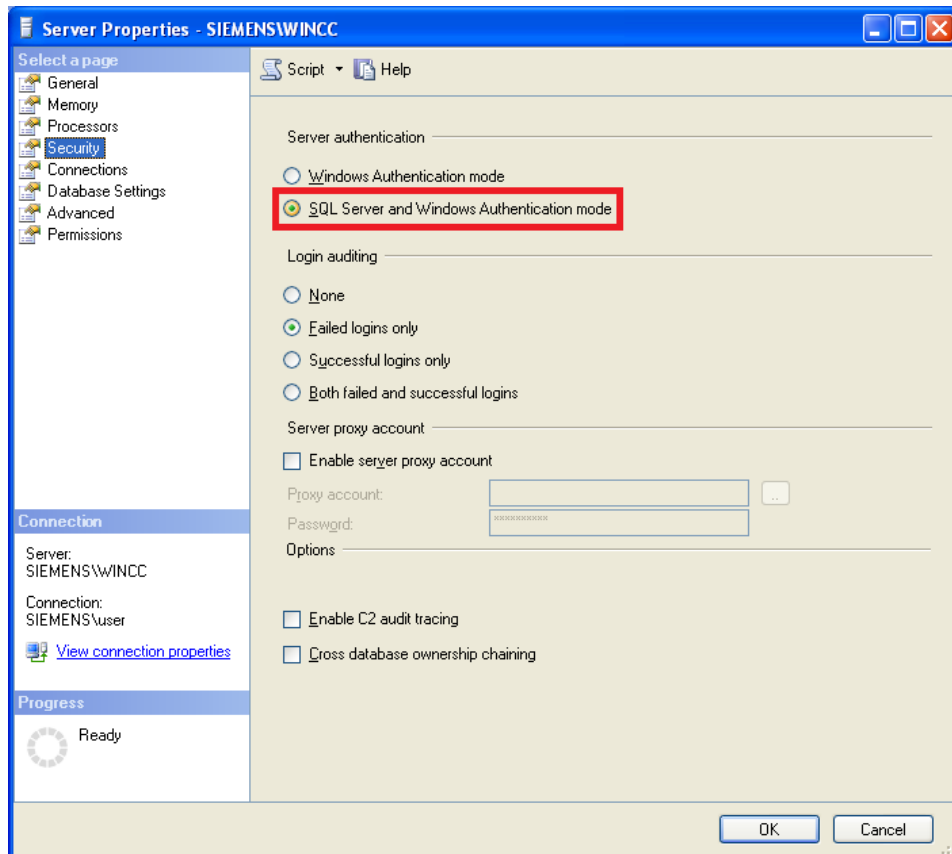 Server Properties - SIEMENS\WINCC
Select a page
General
Memory
Processors
Security
Connections
Database Settings
Advanced
Permissions
Connection
Server:
SIEMENS\WINCC
Connection:
SIEMENS\user
View connection properties
Progress
Ready
Script
Help
Server authentication
Windows Authentication mode
SQL Server and Windows Authentication mode
Login auditing
None
Failed logins only
Successful logins only
Both failed and successful logins
Server proxy account
Enable server proxy account
Proxy account:
..
Password:
××××××××××
Options
Enable C2 audit tracing
Cross database ownership chaining
OK
Cancel